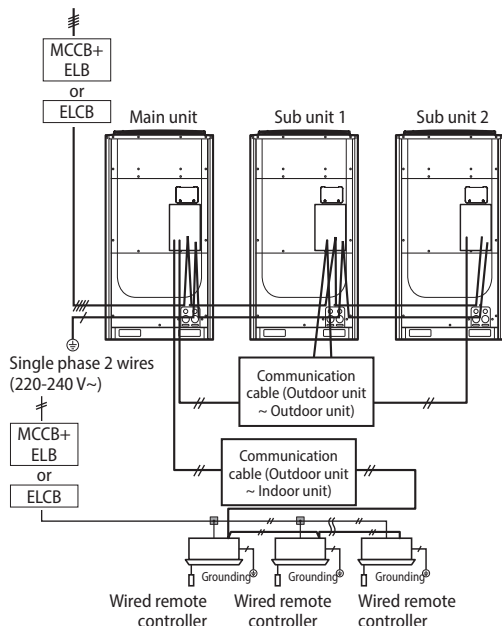 MCCB+
ELB
or
ELCB
Main unit
Sub unit 1
Sub unit 2
Single phase 2 wires
(220-240 V~)
Communication
cable (Outdoor unit
~ Outdoor unit)
MCCB+
ELB
or
ELCB
Communication
cable (Outdoor unit
~ Indoor unit)
Grounding
Grounding
Grounding
Wired remote
controller
Wired remote
controller
Wired remote
controller